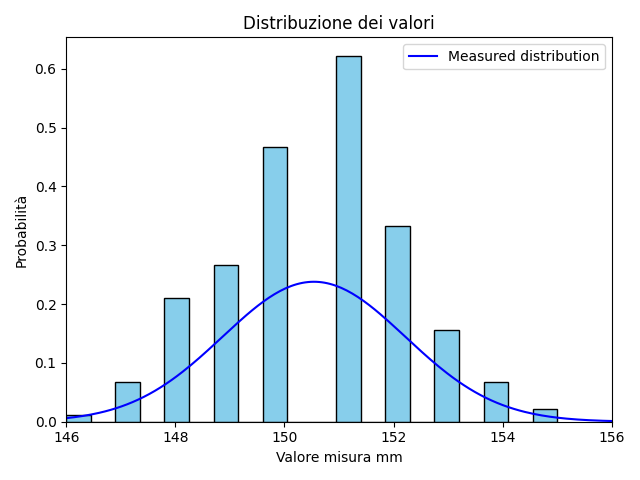 Distribuzione dei valori
Measured distribution
Probabilità
0.6
0.5
0.4
0.3
0.2
0.1
0.0
146 148 150 152 154 156
Valore misura mm